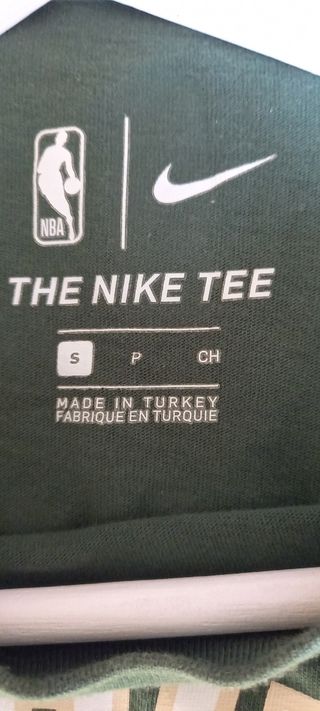 NBA
THE NIKE TEE
S P CH
MADE IN TURKEY
FABRIQUE EN TURQUIE